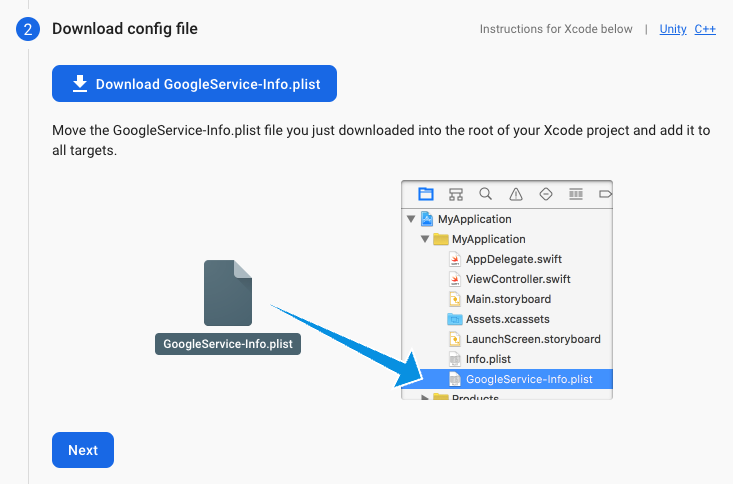 2 Download config file Instructions for Xcode below | Unity C++
Download GoogleService-Info.plist
Move the GoogleService-Info.plist file you just downloaded into the root of your Xcode project and add it to
all targets.
MyApplication
MyApplication
AppDelegate.swift
ViewController.swift
Main.storyboard
Assets.xcassets
LaunchScreen.storyboard
Info.plist
GoogleService-Info.plist
Products
GoogleService-Info.plist
Next